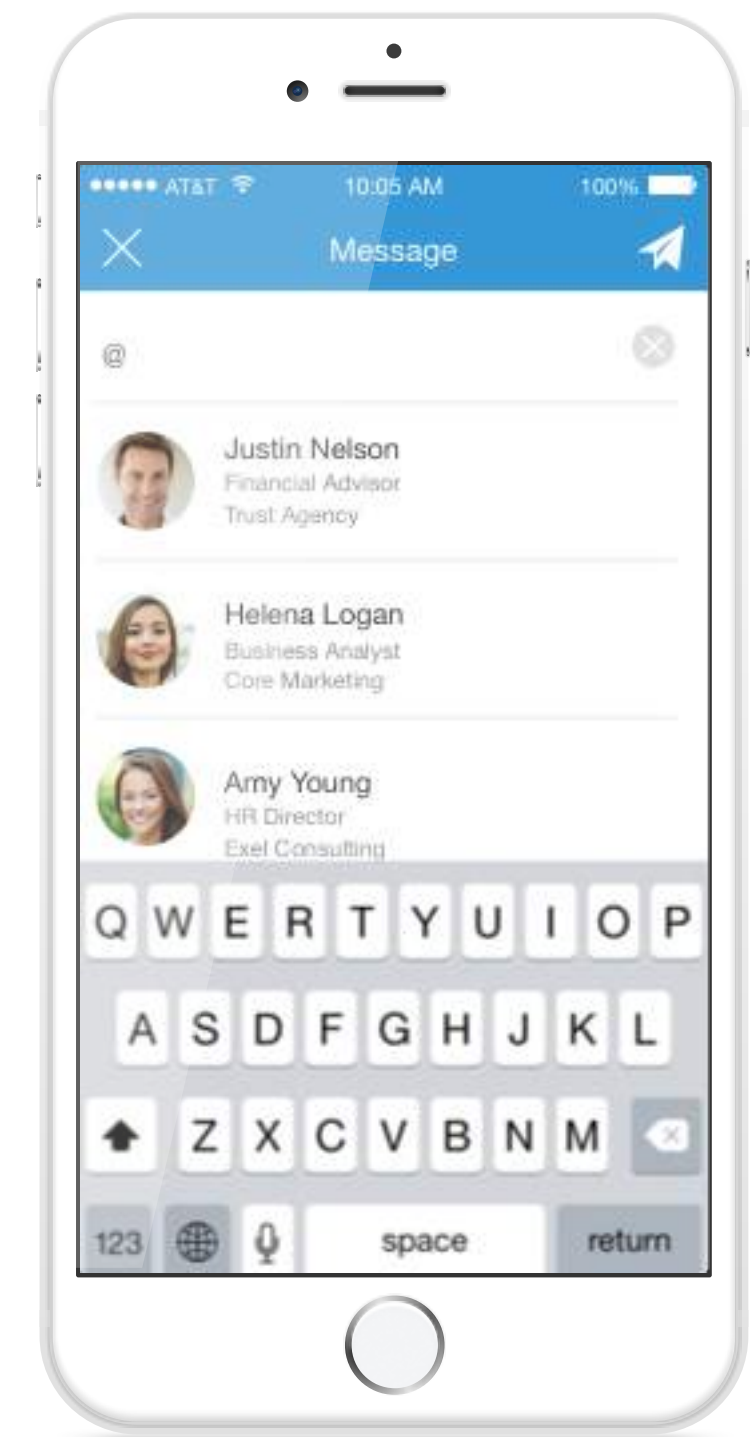 AT&T 10:05 AM 100%
Message
@
Justin Nelson
Financial Advisor
Trust Agency
Helena Logan
Business Analyst
Core Marketing
Amy Young
HR Director
Exel Consulting
Q W E R T Y U I O P
A S D F G H J K L
Z X C V B N M
123 space return